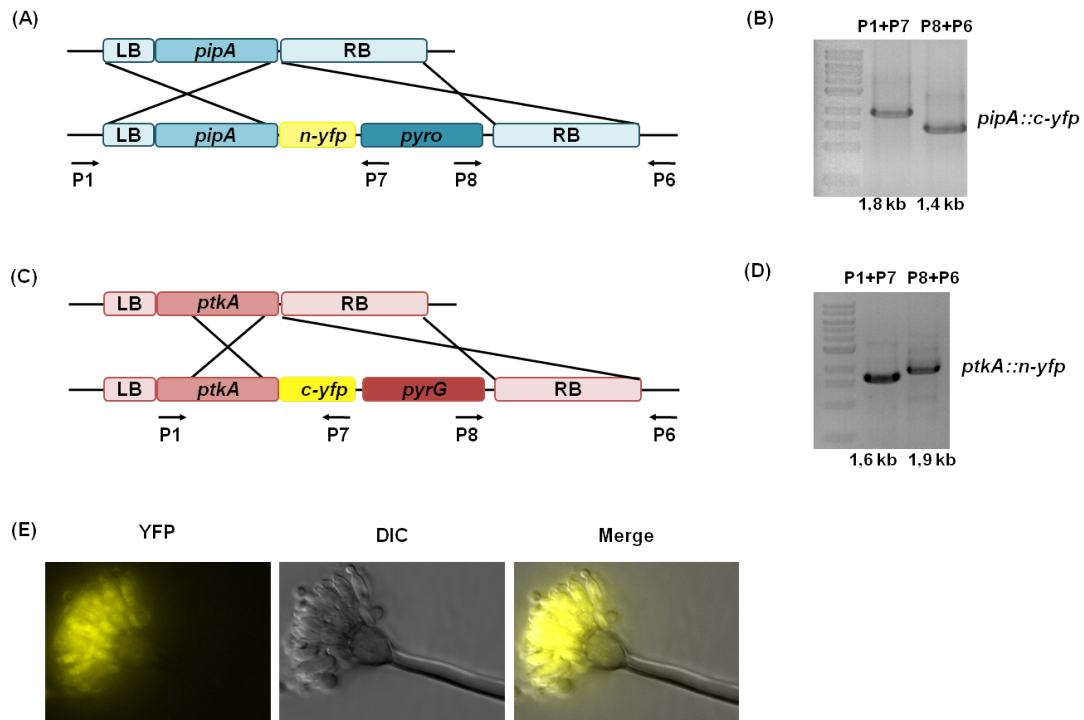 (A)
LB pipA RB
LB pipA n-yfp pyro RB
P1 P7 P8 P6
(B)
P1+P7 P8+P6
pipA::c-yfp
1,8 kb 1,4 kb
(C)
LB ptkA RB
LB ptkA c-yfp pyrG RB
P1 P7 P8 P6
(D)
P1+P7 P8+P6
ptkA::n-yfp
1,6 kb 1,9 kb
(E)
YFP DIC Merge